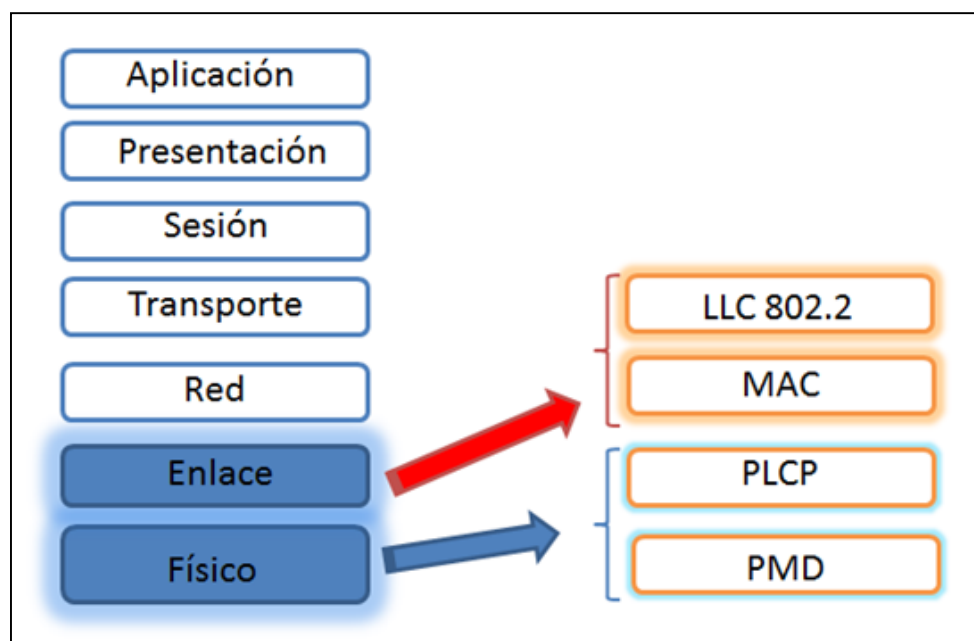 Aplicación
Presentación
Sesión
Transporte
Red
Enlace
Físico
LLC 802.2
MAC
PLCP
PMD